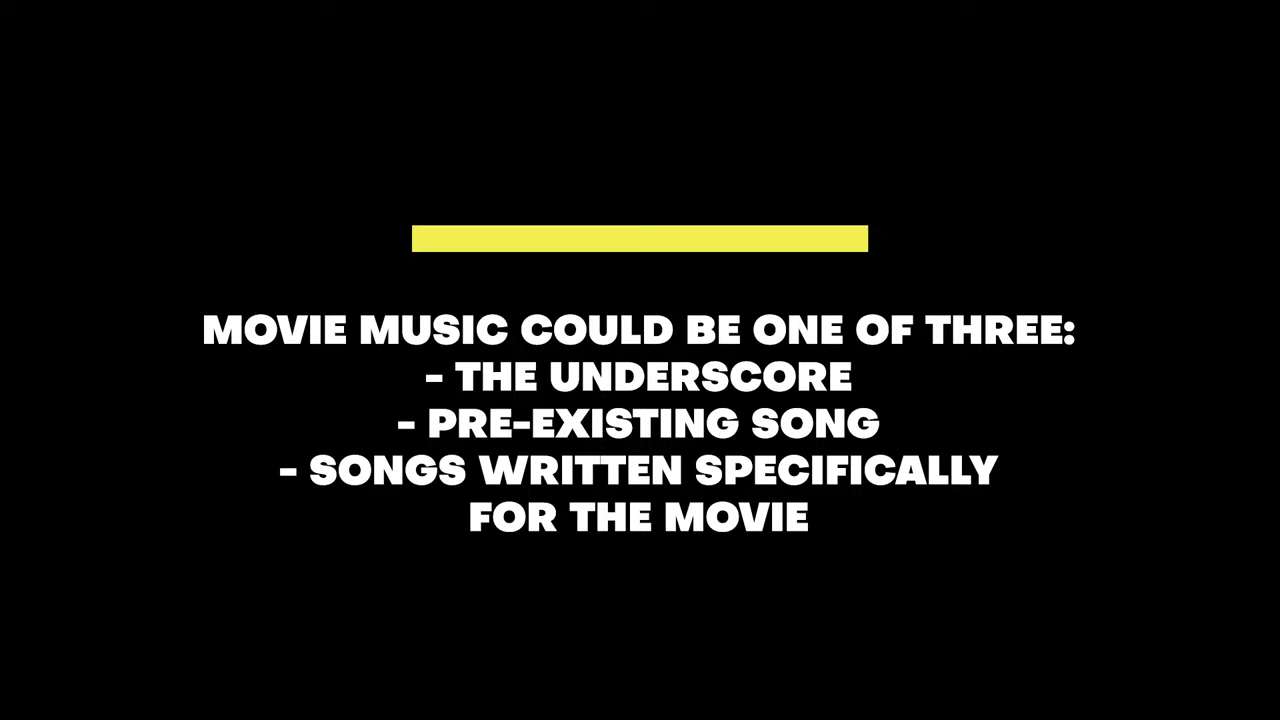 MOVIE MUSIC COULD BE ONE OF THREE:
- THE UNDERSCORE
- PRE-EXISTING SONG
- SONGS WRITTEN SPECIFICALLY
FOR THE MOVIE